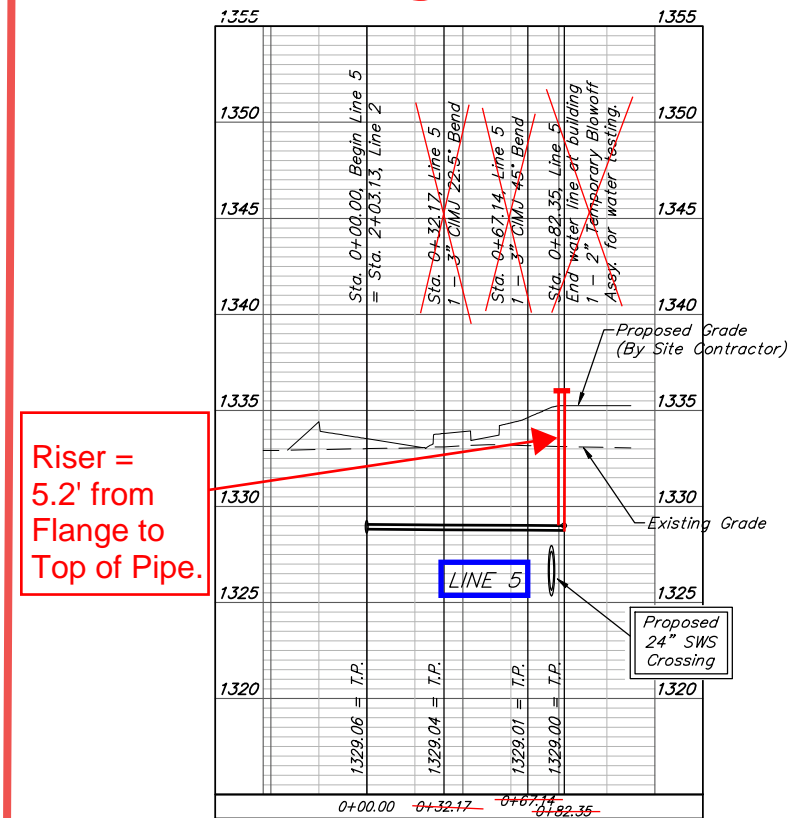 1355
1355
1350
1350
1345
1345
1340
1340
1335
1335
1330
1330
1325
1325
1320
1320
Sta. 0+00.00, Begin Line 5
= Sta. 2+03.13, Line 2
Sta. 0+32.17, Line 5
1 - 3" CIMJ 22.5° Bend
Sta. 0+67.14, Line 5
1 - 3" CIMJ 45° Bend
Sta. 0+82.35, Line 5
End water line at building
1 - 2" Temporary Blowoff
Assy. for water testing.
Proposed Grade
(By Site Contractor)
Riser =
5.2' from
Flange to
Top of Pipe.
Existing Grade
LINE 5
Proposed
24" SWS
Crossing
1329.06 = T.P.
1329.04 = T.P.
1329.01 = T.P.
1329.00 = T.P.
0+00.00
0+32.17
0+67.14
0+82.35